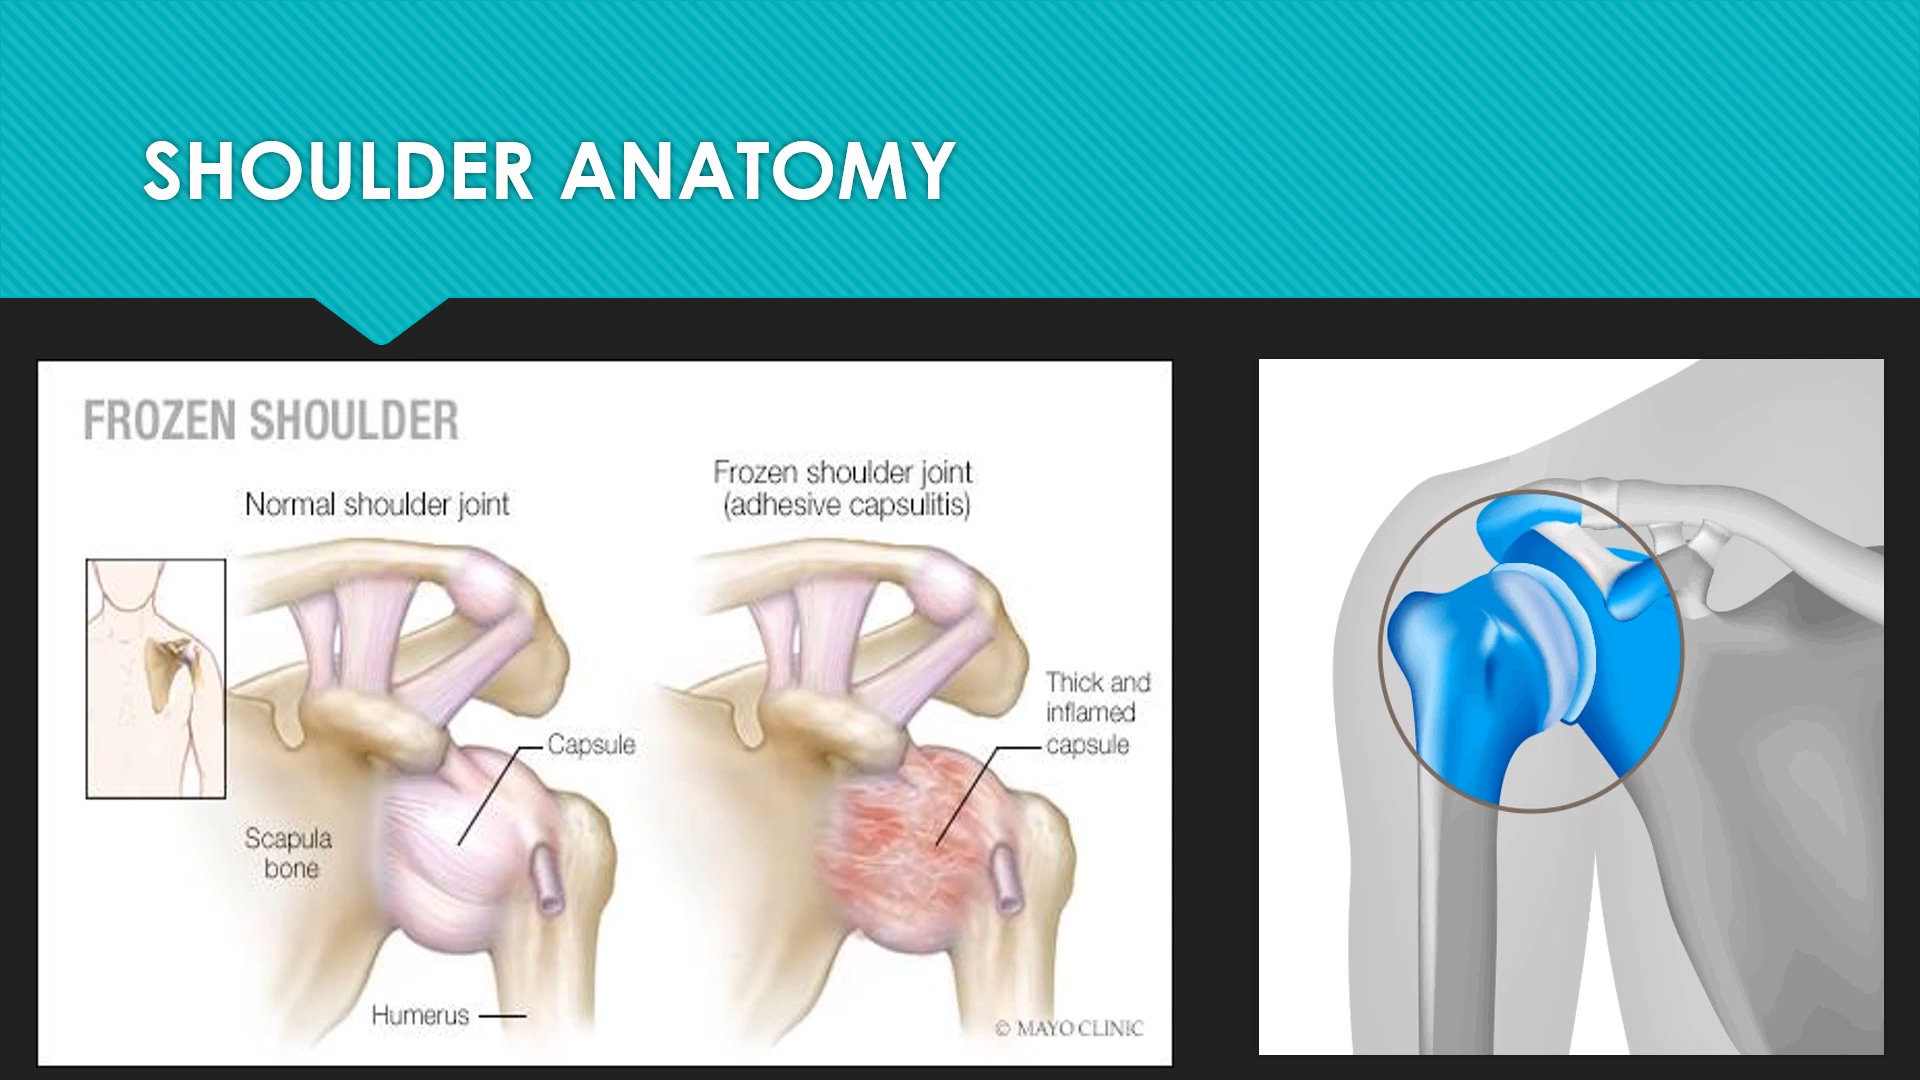 SHOULDER ANATOMY
FROZEN SHOULDER
Normal shoulder joint
Frozen shoulder joint
(adhesive capsulitis)
Capsule
Thick and
inflamed
capsule
Scapula
bone
Humerus
© MAYO CLINIC